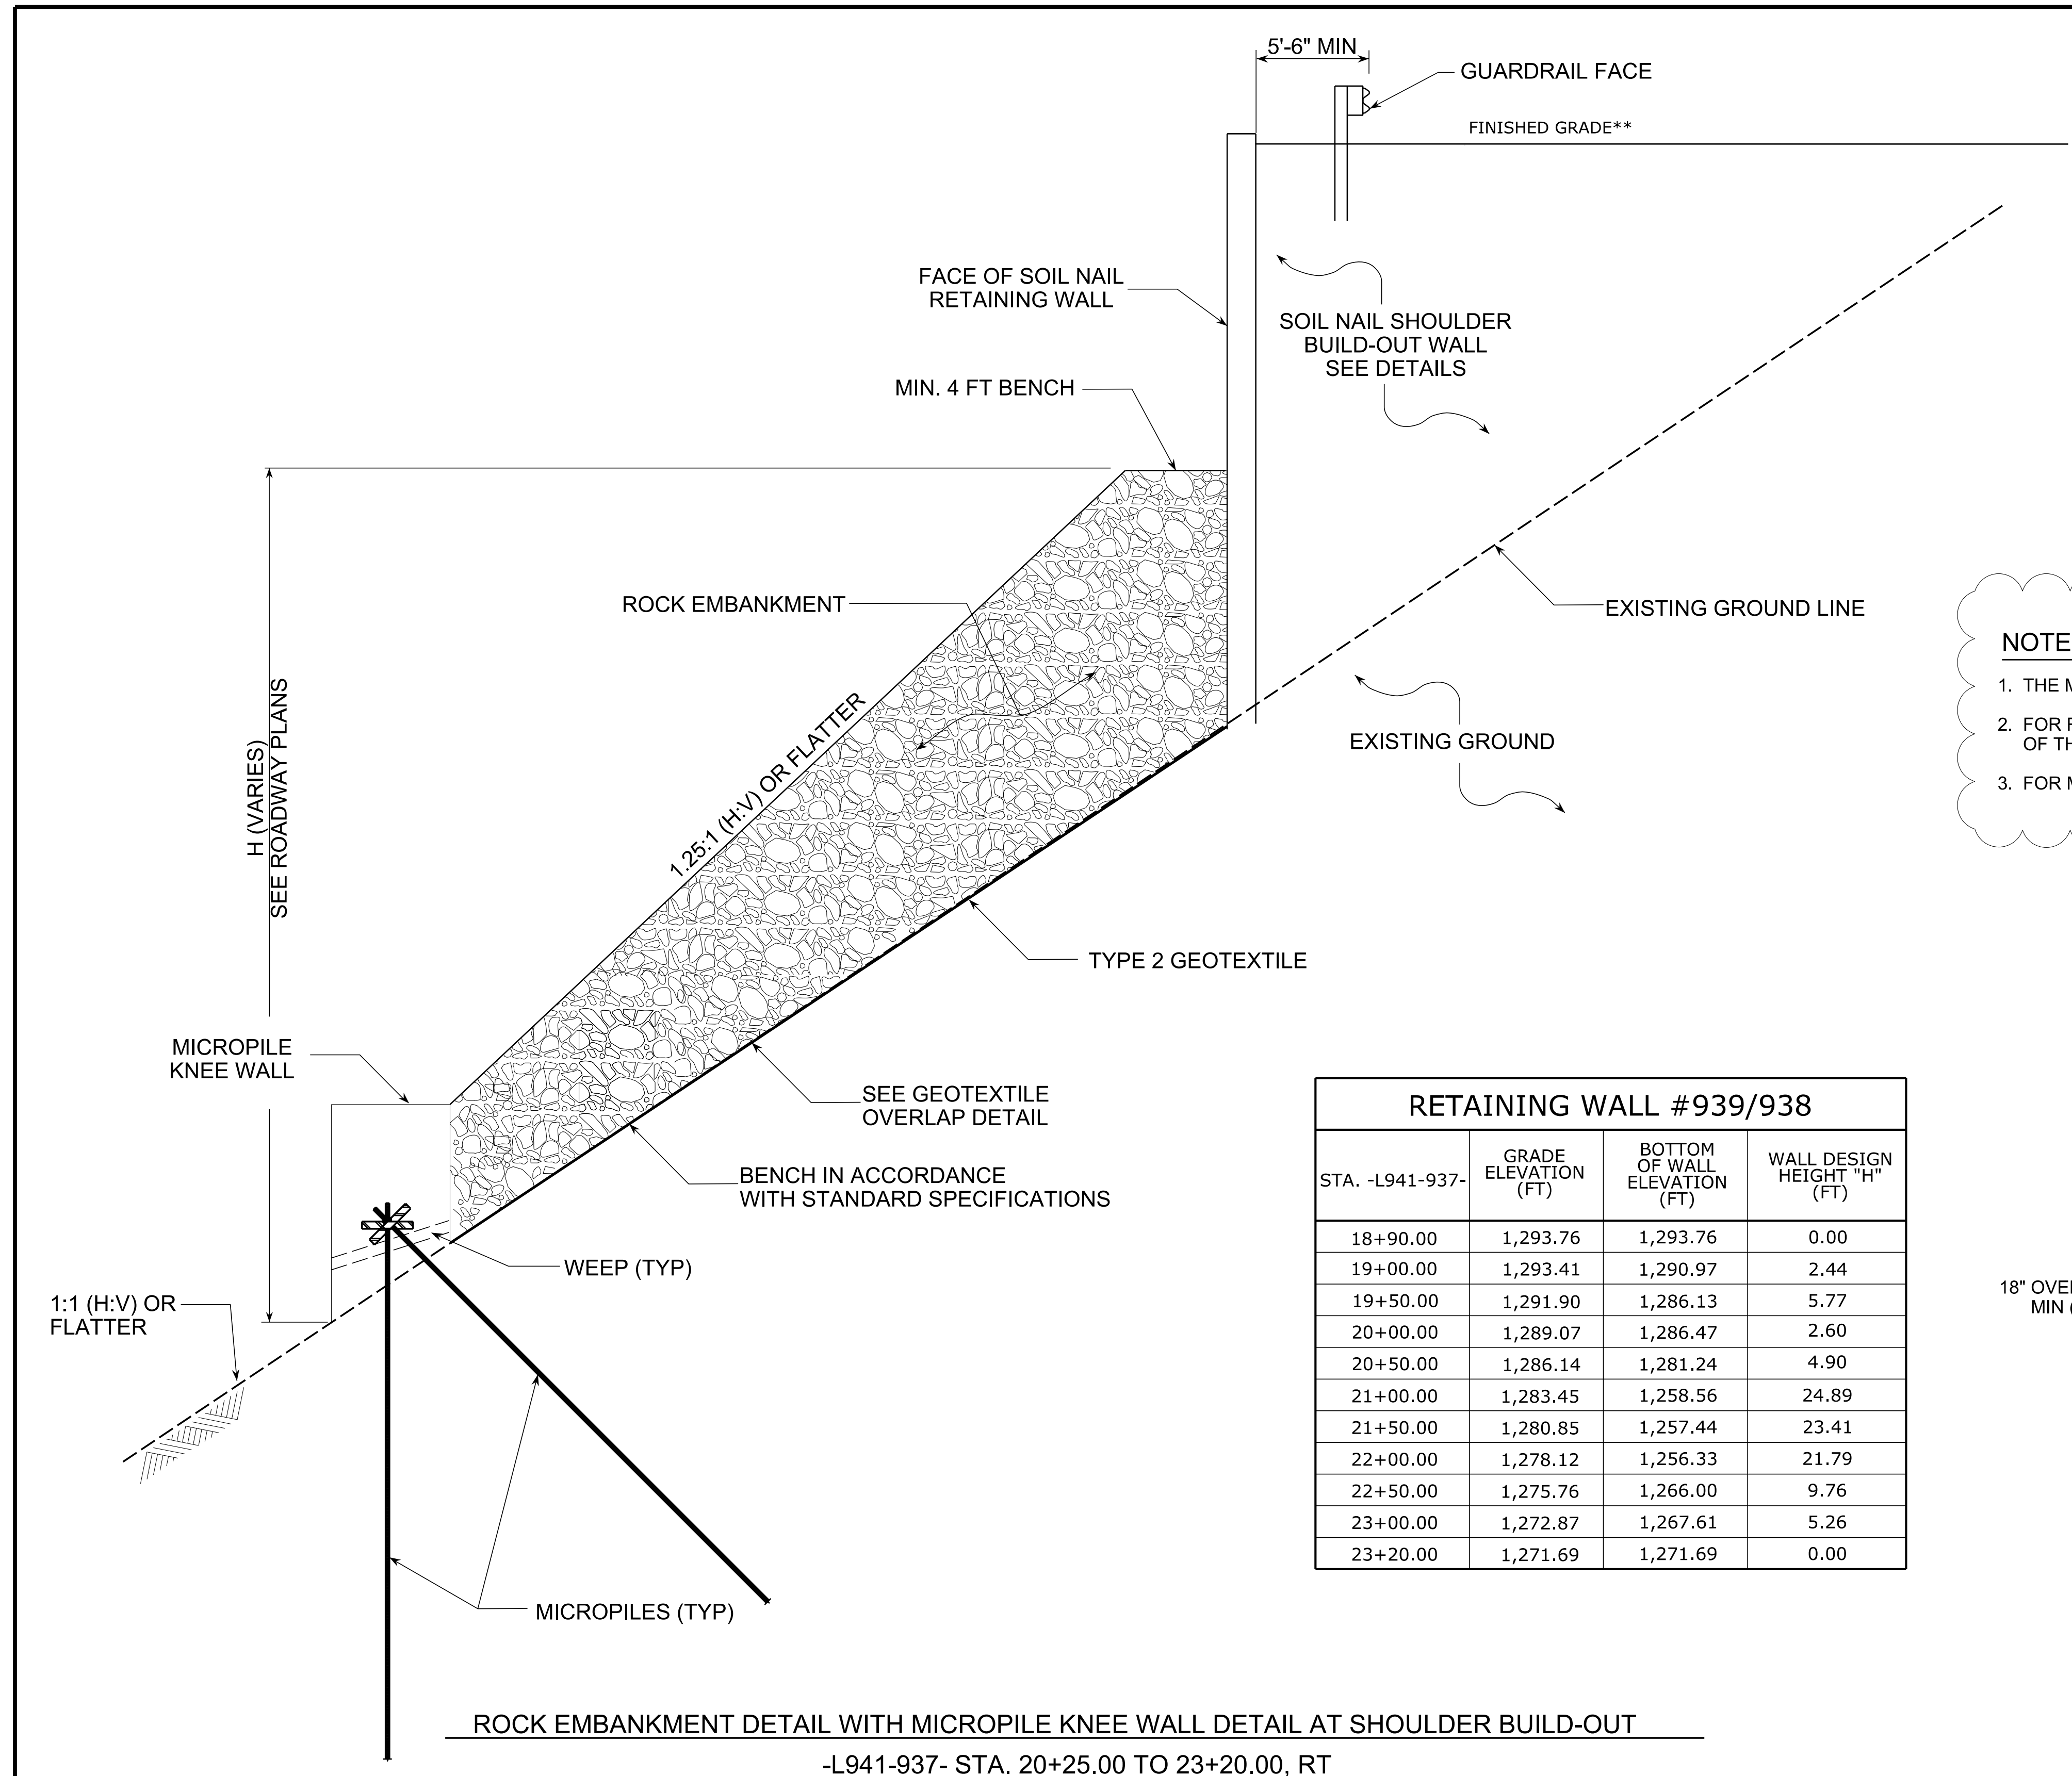 5'-6" MIN
GUARDRAIL FACE
FINISHED GRADE**
FACE OF SOIL NAIL
RETAINING WALL
SOIL NAIL SHOULDER
BUILD-OUT WALL
SEE DETAILS
MIN. 4 FT BENCH
ROCK EMBANKMENT
EXISTING GROUND LINE
1.25:1 (H:V) OR FLATTER
H (VARIES)
SEE ROADWAY PLANS
EXISTING GROUND
NOTE
1. THE
2. FOR
OF
3. FOR
TYPE 2 GEOTEXTILE
MICROPILE
KNEE WALL
SEE GEOTEXTILE
OVERLAP DETAIL
BENCH IN ACCORDANCE
WITH STANDARD SPECIFICATIONS
WEEP (TYP)
1:1 (H:V) OR
FLATTER
MICROPILES (TYP)
RETAINING WALL #939/938
STA. -L941-937- GRADE ELEVATION (FT) BOTTOM OF WALL ELEVATION (FT) WALL DESIGN HEIGHT "H" (FT)
18+90.00 1,293.76 1,293.76 0.00
19+00.00 1,293.41 1,290.97 2.44
19+50.00 1,291.90 1,286.13 5.77
20+00.00 1,289.07 1,286.47 2.60
20+50.00 1,286.14 1,281.24 4.90
21+00.00 1,283.45 1,258.56 24.89
21+50.00 1,280.85 1,257.44 23.41
22+00.00 1,278.12 1,256.33 21.79
22+50.00 1,275.76 1,266.00 9.76
23+00.00 1,272.87 1,267.61 5.26
23+20.00 1,271.69 1,271.69 0.00
18"
MIN
ROCK EMBANKMENT DETAIL WITH MICROPILE KNEE WALL DETAIL AT SHOULDER BUILD-OUT
-L941-937- STA. 20+25.00 TO 23+20.00, RT